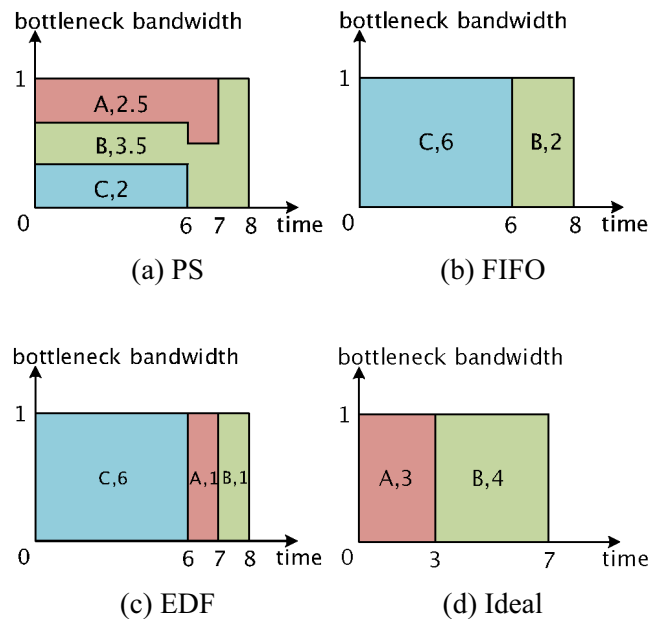 bottleneck bandwidth
1
A,2.5
B,3.5
C,2
0
6
7
8
time
(a) PS
bottleneck bandwidth
1
C,6
B,2
0
6
8
time
(b) FIFO
bottleneck bandwidth
1
C,6
A,1
B,1
0
6
7
8
time
(c) EDF
bottleneck bandwidth
1
A,3
B,4
0
3
7
time
(d) Ideal